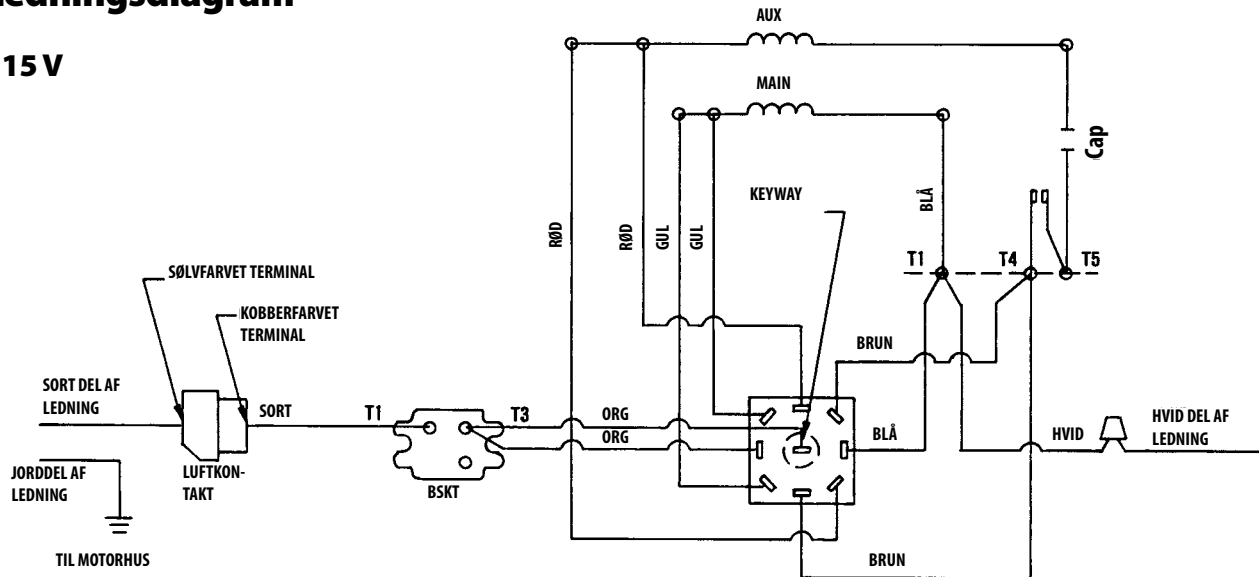 ledningsdiagram
15 V
AUX
MAIN
Cap
KEYWAY
BLÅ
RØD
RØD
GUL
GUL
T1
T4
T5
SØLVFARVET TERMINAL
KOBBERFARVET
TERMINAL
BRUN
SORT DEL AF
LEDNING
SORT
T1
T3
ORG
ORG
BLÅ
HVID
HVID DEL AF
LEDNING
JORDDEL AF
LEDNING
LUFTKON-
TAKT
BSKT
TIL MOTORHUS
BRUN